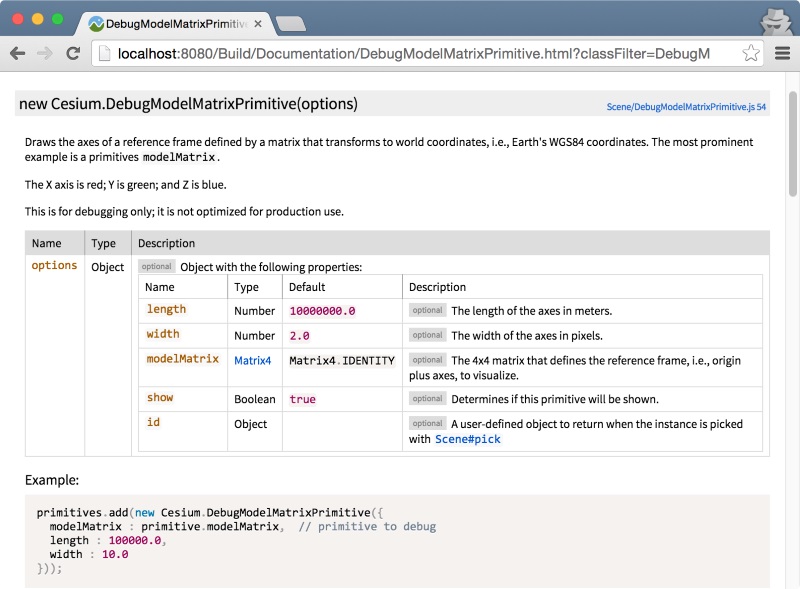 DebugModelMatrixPrimitive
localhost:8080/Build/Documentation/DebugModelMatrixPrimitive.html?classFilter=DebugM
new Cesium.DebugModelMatrixPrimitive(options)
Scene/DebugModelMatrixPrimitive.js 54
Draws the axes of a reference frame defined by a matrix that transforms to world coordinates, i.e., Earth's WGS84 coordinates. The most prominent
example is a primitives modelMatrix.
The X axis is red; Y is green; and Z is blue.
This is for debugging only; it is not optimized for production use.
Name Type Description
options Object optional Object with the following properties:
Name Type Default Description
length Number 10000000.0 optional The length of the axes in meters.
width Number 2.0 optional The width of the axes in pixels.
modelMatrix Matrix4 Matrix4.IDENTITY optional The 4x4 matrix that defines the reference frame, i.e., origin
plus axes, to visualize.
show Boolean true optional Determines if this primitive will be shown.
id Object optional A user-defined object to return when the instance is picked
with Scene#pick
Example:
primitives.add(new Cesium.DebugModelMatrixPrimitive({
modelMatrix : primitive.modelMatrix, // primitive to debug
length : 100000.0,
width : 10.0
}));